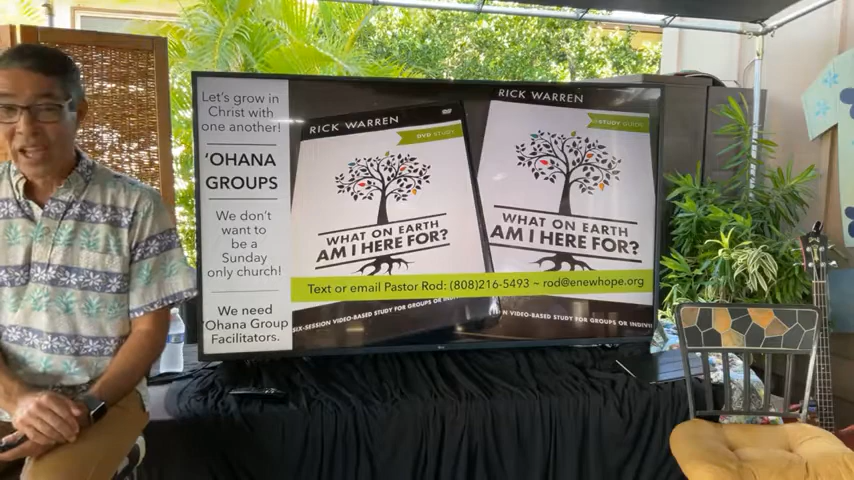 Let's grow in
Christ with
one another!
'OHANA
GROUPS
We don't
want to
be a
Sunday
only church!
We need
'Ohana Group
Facilitators.
RICK WARREN
DVD STUDY
WHAT ON EARTH
AM I HERE FOR?
RICK WARREN
STUDY GUIDE
WHAT ON EARTH
AM I HERE FOR?
Text or email Pastor Rod: (808)216-5493 ~ rod@enewhope.org
SIX-SESSION VIDEO-BASED STUDY FOR GROUPS OR
N VIDEO-BASED STUDY FOR GROUPS OR